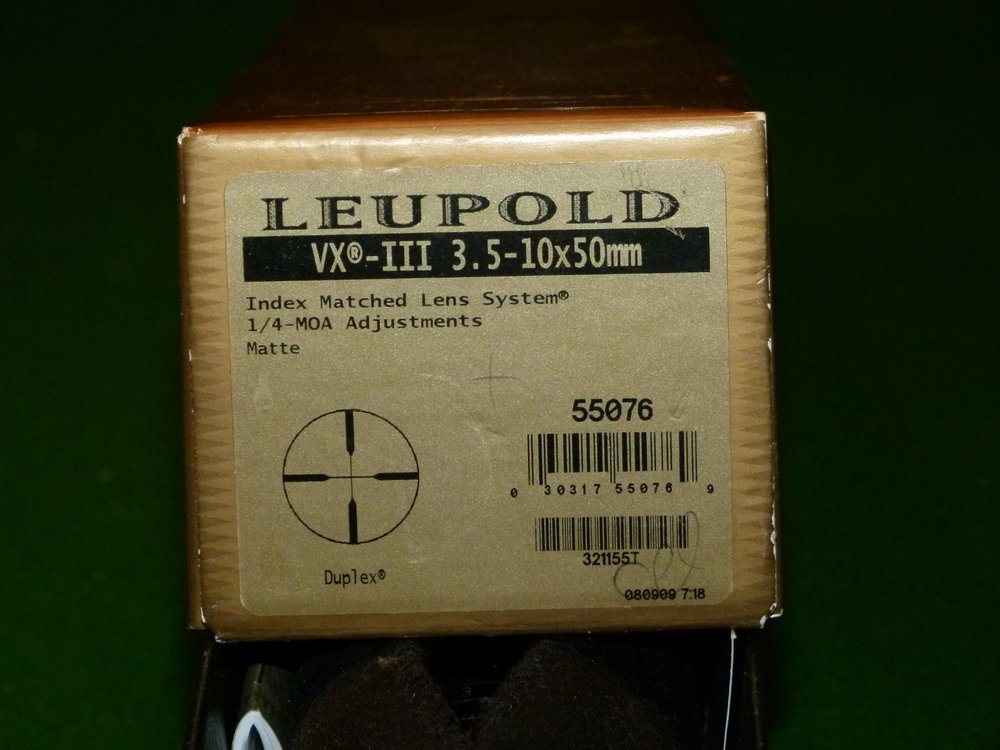 LEUPOLD
VX®-III 3.5-10x50mm
Index Matched Lens System®
1/4-MOA Adjustments
Matte
55076
0 30317 55076 9
321155T
Duplex®
080909 7:18